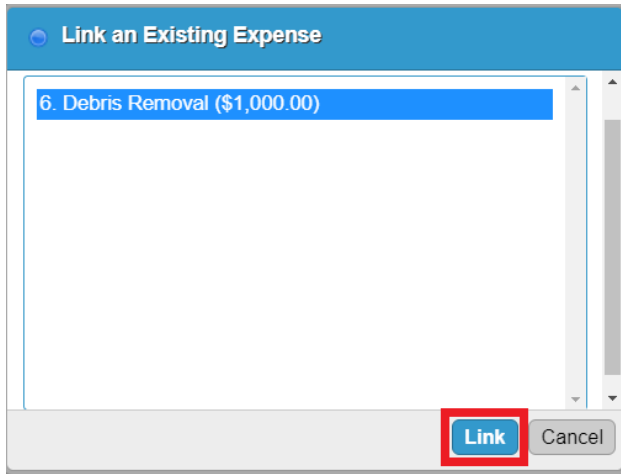 Link an Existing Expense
6. Debris Removal ($1,000.00)
Link Cancel